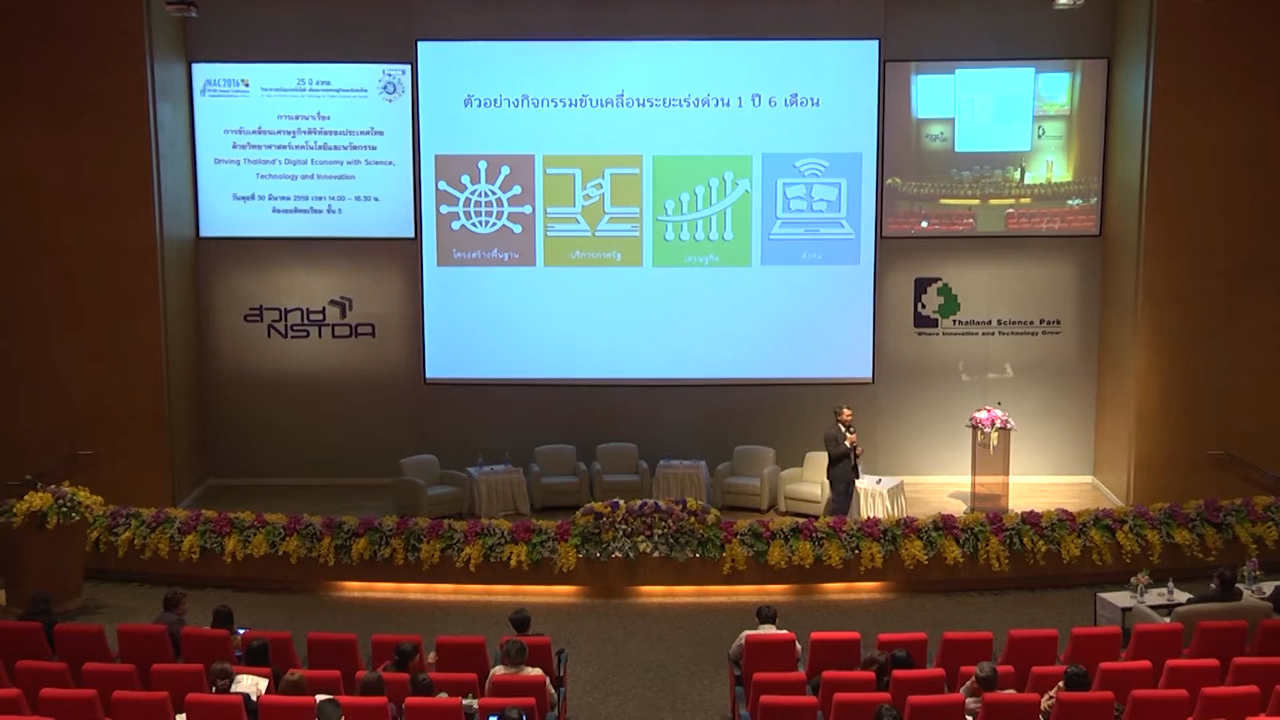 NAC2016
25 ปี สวทช.
การเสวนาเรื่อง
การขับเคลื่อนเศรษฐกิจดิจิทัลของประเทศไทย
ด้วยวิทยาศาสตร์เทคโนโลยีและนวัตกรรม
Driving Thailand's Digital Economy with Science,
Technology and Innovation
วันพุธที่ 30 มีนาคม 2559 เวลา 14.00 - 16.30 น.
ตัวอย่างกิจกรรมขับเคลื่อนระยะเร่งด่วน 1 ปี 6 เดือน
โครงสร้างพื้นฐาน
บริการภาครัฐ
เศรษฐกิจ
สังคม
สวทช
NSTDA
Thailand Science Park
"Where Innovation and Technology Grow"